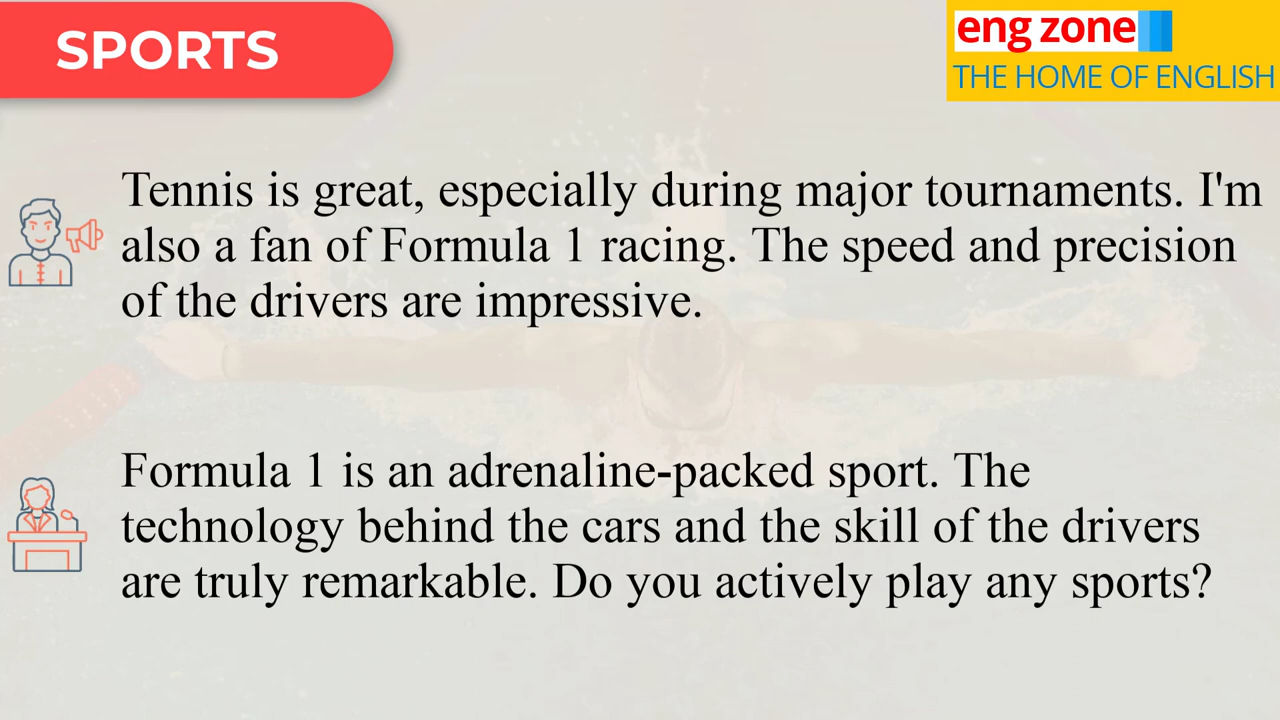 SPORTS
eng zone
THE HOME OF ENGLISH
Tennis is great, especially during major tournaments. I'm
also a fan of Formula 1 racing. The speed and precision
of the drivers are impressive.
Formula 1 is an adrenaline-packed sport. The
technology behind the cars and the skill of the drivers
are truly remarkable. Do you actively play any sports?